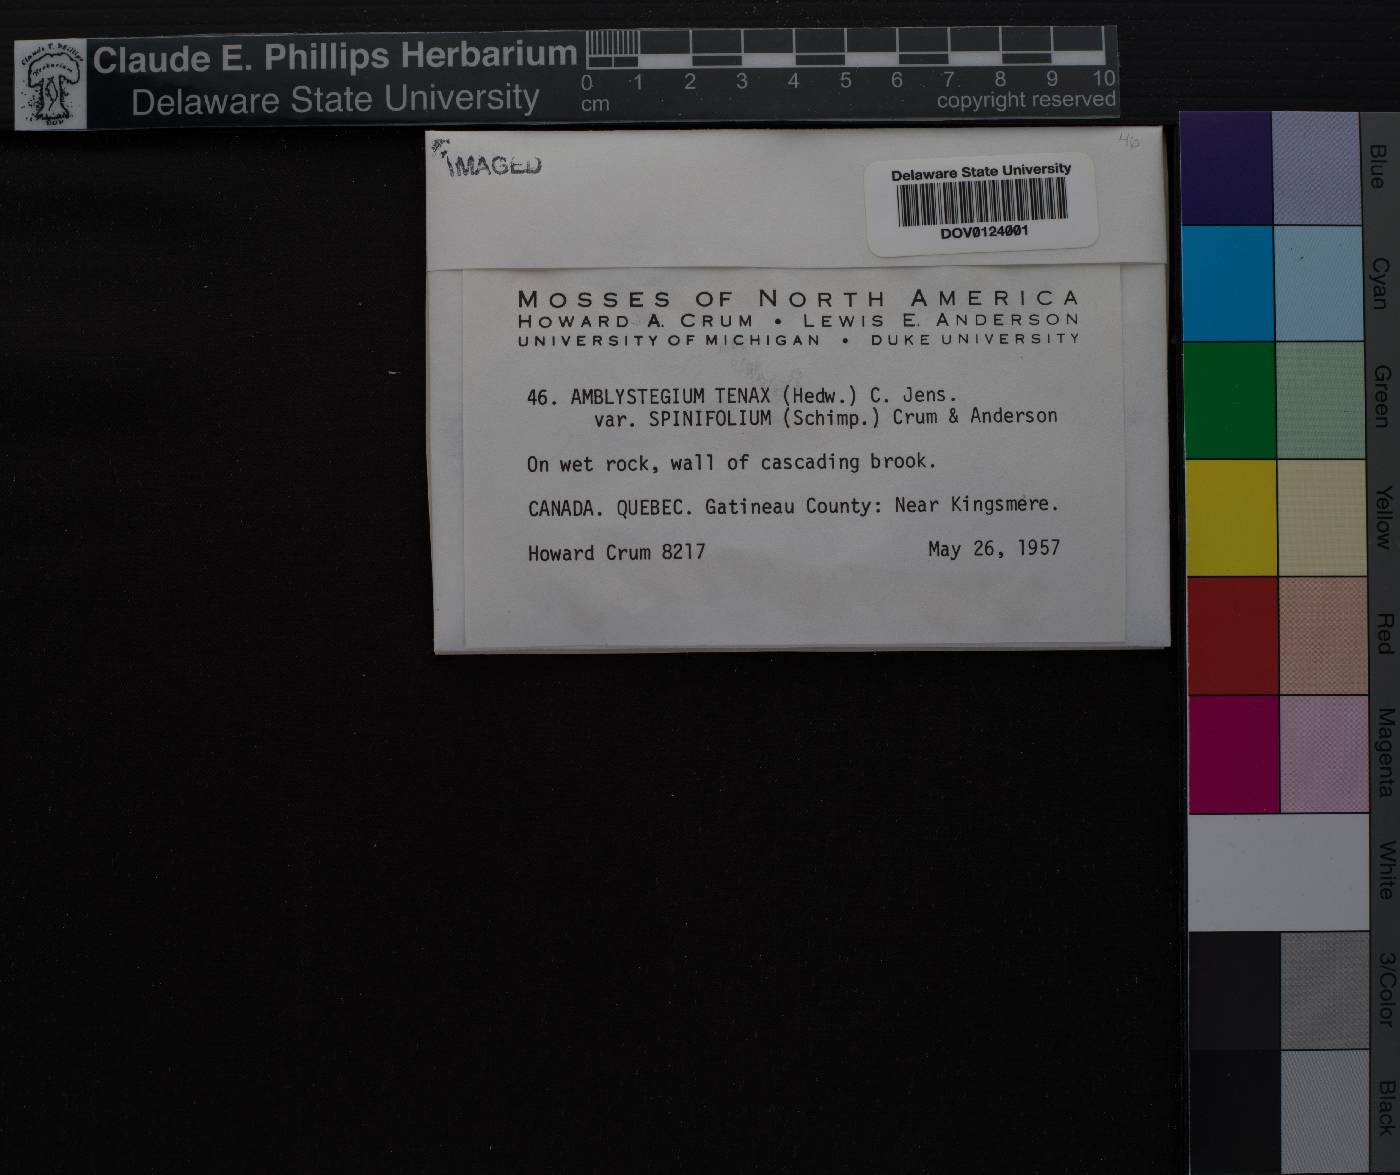 Claude E. Phillips Herbarium
Delaware State University
0 1 2 3 4 5 6 7 8 9 10
cm
copyright reserved
IMAGED
46
Delaware State University
DOV0124001
MOSSES OF NORTH AMERICA
HOWARD A. CRUM • LEWIS E. ANDERSON
UNIVERSITY OF MICHIGAN • DUKE UNIVERSITY
46. AMBLYSTEGIUM TENAX (Hedw.) C. Jens.
var. SPINIFOLIUM (Schimp.) Crum & Anderson
On wet rock, wall of cascading brook.
CANADA. QUEBEC. Gatineau County: Near Kingsmere.
Howard Crum 8217 May 26, 1957
Blue
Cyan
Green
Yellow
Red
Magenta
White
3/Color
Black